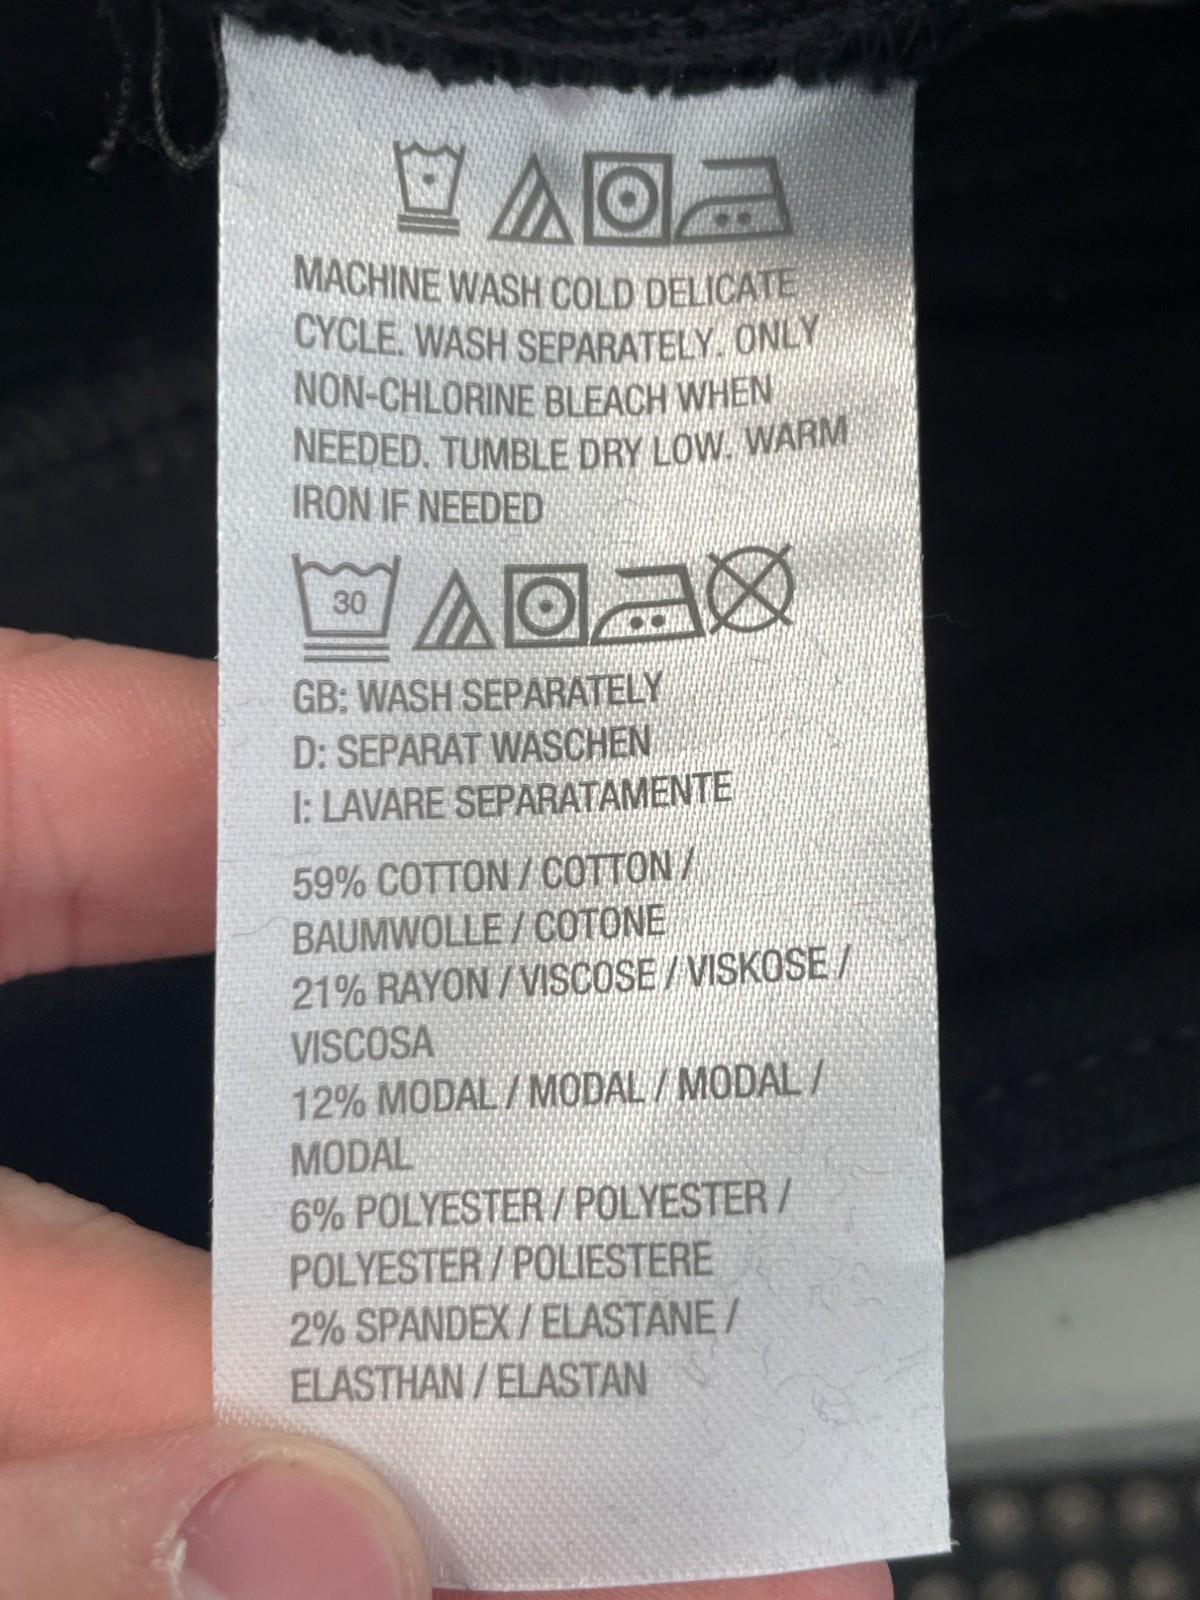 MACHINE WASH COLD DELICATE
CYCLE. WASH SEPARATELY. ONLY
NON-CHLORINE BLEACH WHEN
NEEDED. TUMBLE DRY LOW. WARM
IRON IF NEEDED
30
GB: WASH SEPARATELY
D: SEPARAT WASCHEN
I: LAVARE SEPARATAMENTE
59% COTTON / COTTON /
BAUMWOLLE / COTONE
21% RAYON / VISCOSE / VISKOSE /
VISCOSA
12% MODAL / MODAL / MODAL /
MODAL
6% POLYESTER / POLYESTER /
POLYESTER / POLIESTERE
2% SPANDEX / ELASTANE /
ELASTHAN / ELASTAN